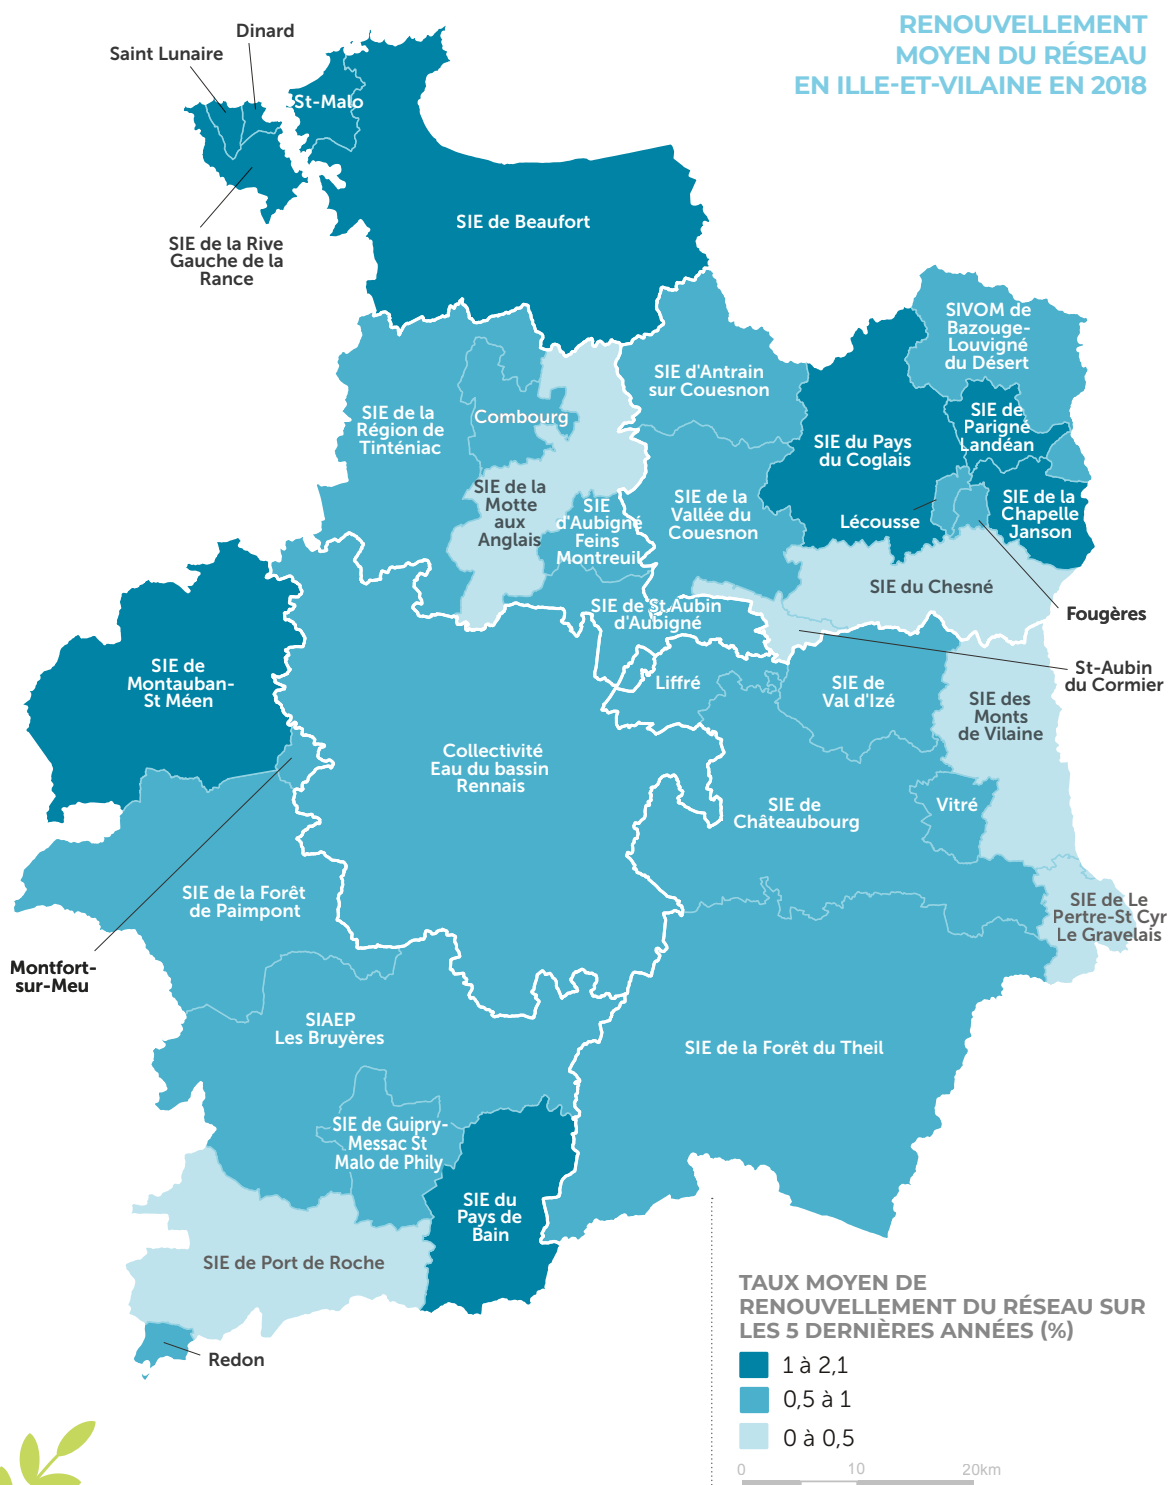 RENOUVELLEMENT
MOYEN DU RÉSEAU
EN ILLE-ET-VILAINE EN 2018
Dinard
Saint Lunaire
St-Malo
SIE de Beaufort
SIE de la Rive
Gauche de la
Rance
SIVOM de
Bazouge-
Louvigné
du Désert
SIE d'Antrain
sur Couesnon
SIE de la
Région de
Tinténiac
Combourg
SIE de
Parigné
Landéan
SIE du Pays
du Coglais
SIE de la
Motte
aux
Anglais
SIE
d'Aubigné
Feins
Montreuil
SIE de la
Vallée du
Couesnon
Lécousse
SIE de la
Chapelle
Janson
SIE du Chesné
Fougères
SIE de St Aubin
d'Aubigné
St-Aubin
du Cormier
SIE de
Montauban-
St Méen
Liffré
SIE de
Val d'Izé
SIE des
Monts
de Vilaine
Collectivité
Eau du bassin
Rennais
SIE de
Châteaubourg
Vitré
SIE de la Forêt
de Paimpont
SIE de Le
Pertre-St Cyr
Le Gravelais
Montfort-
sur-Meu
SIAEP
Les Bruyères
SIE de la Forêt du Theil
SIE de Guipry-
Messac St
Malo de Phily
SIE du
Pays de
Bain
SIE de Port de Roche
Redon
TAUX MOYEN DE
RENOUVELLEMENT DU RÉSEAU SUR
LES 5 DERNIÈRES ANNÉES (%)
1 à 2,1
0,5 à 1
0 à 0,5
0 10 20km